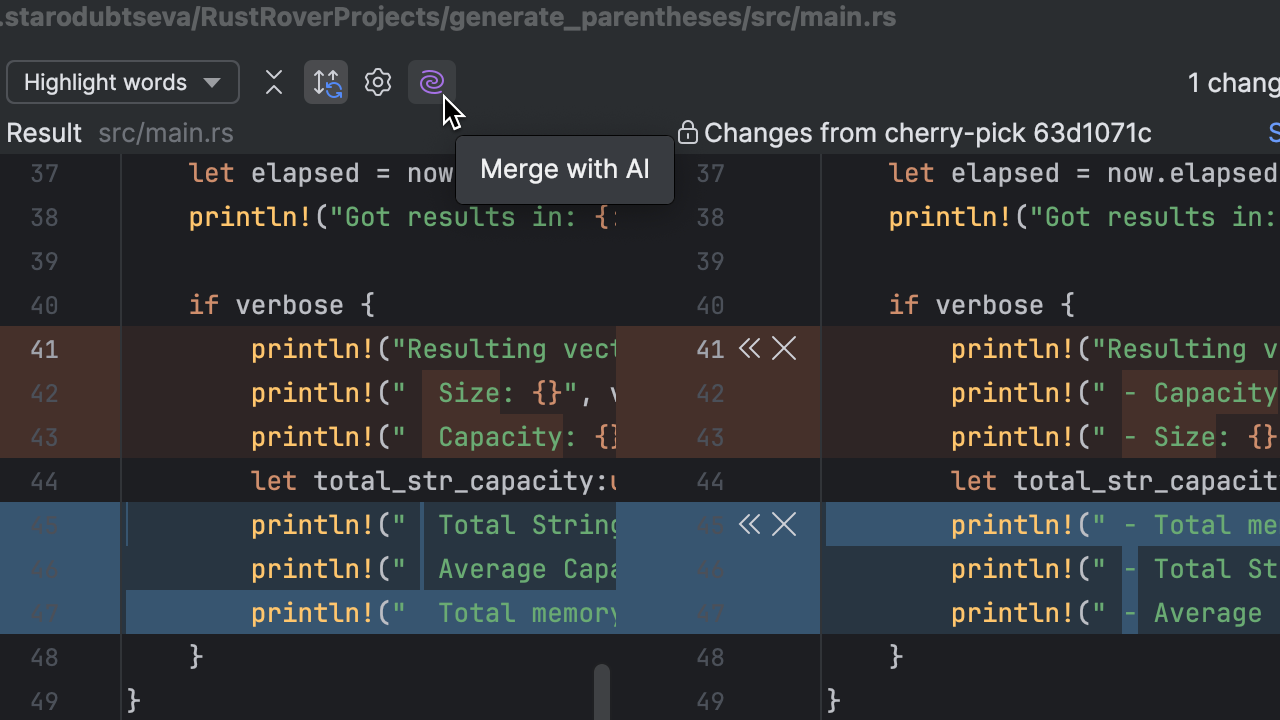 .starodubtseva/RustRoverProjects/generate_parentheses/src/main.rs
Highlight words
1 chang
Result src/main.rs
Changes from cherry-pick 63d1071c
Merge with AI
37 let elapsed = now
38 println!("Got results in: {:
39
40 if verbose {
41 println!("Resulting vect
42 println!("  Size: {}", v
43 println!("  Capacity: {}
44 let total_str_capacity:u
45 println!("  Total String
46 println!("  Average Capa
47 println!("  Total memory
48 }
49 }
37 let elapsed = now.elapsed
38 println!("Got results in:
39
40 if verbose {
41 println!("Resulting v
42 println!(" - Capacity
43 println!(" - Size: {}
44 let total_str_capacit
45 println!(" - Total me
46 println!(" - Total St
47 println!(" - Average
48 }
49 }